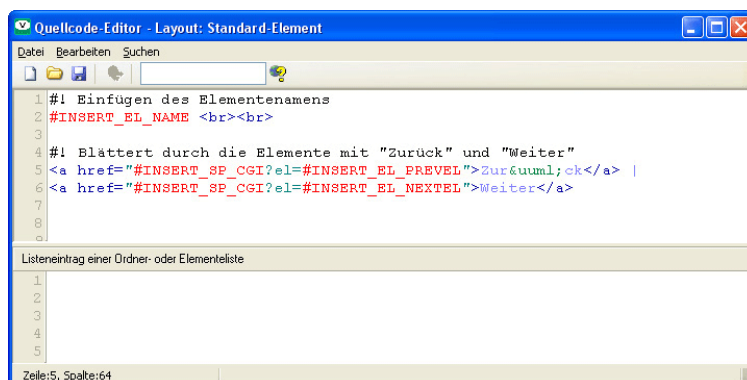 Quellcode-Editor - Layout: Standard-Element
Datei Bearbeiten Suchen
1 #! Einfügen des Elementenamens
2 #INSERT_EL_NAME <br><br>
3
4 #! Blättert durch die Elemente mit "Zurück" und "Weiter"
5 <a href="#INSERT_SP_CGI?el=#INSERT_EL_PREVEL">Zur&uuml;ck</a> |
6 <a href="#INSERT_SP_CGI?el=#INSERT_EL_NEXTEL">Weiter</a>
7
8
9
Listeneintrag einer Ordner- oder Elementeliste
1
2
3
4
5
Zeile:5, Spalte:64